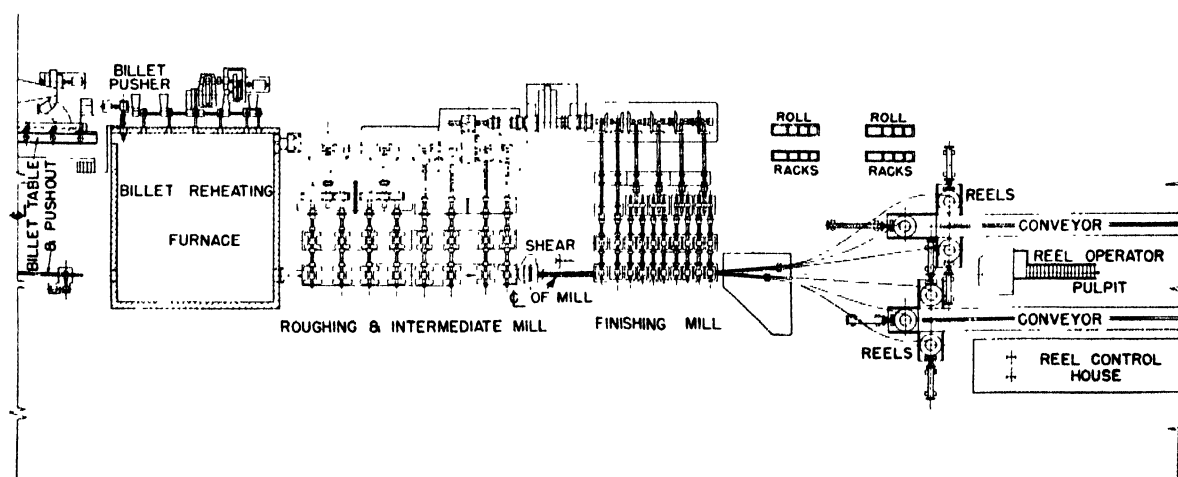 BILLET
PUSHER
BILLET TABLE
& PUSHOUT
BILLET REHEATING
FURNACE
ROUGHING & INTERMEDIATE MILL
SHEAR
℄ OF MILL
FINISHING MILL
ROLL
RACKS
ROLL
RACKS
REELS
CONVEYOR
REEL OPERATOR
PULPIT
CONVEYOR
REELS
REEL CONTROL
HOUSE